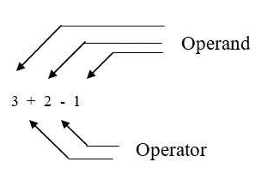 Operand
3 + 2 - 1
Operator